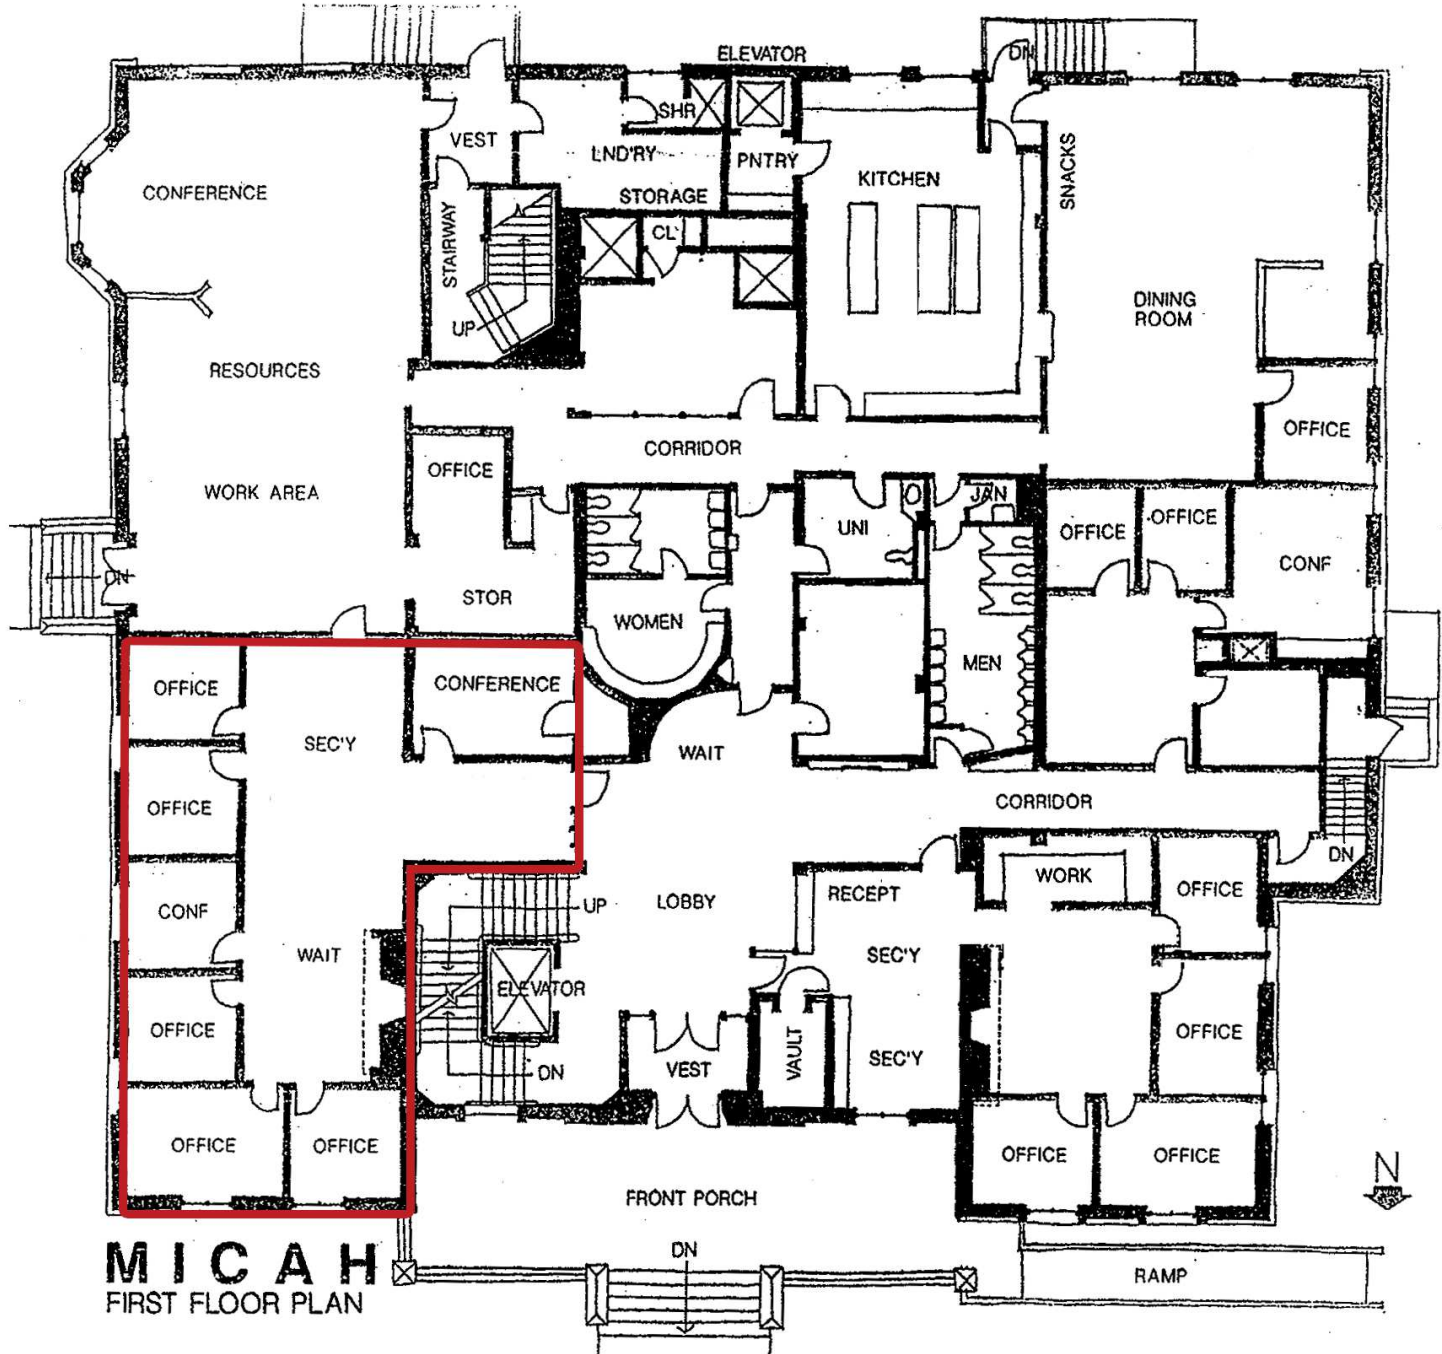 ELEVATOR
DN
SHR
VEST
LND'RY
PNTRY
SNACKS
CONFERENCE
STORAGE
KITCHEN
CL
STAIRWAY
UP
DINING
ROOM
RESOURCES
OFFICE
CORRIDOR
OFFICE
WORK AREA
JAN
UNI
OFFICE
OFFICE
CONF
DN
STOR
WOMEN
MEN
OFFICE
CONFERENCE
SEC'Y
WAIT
OFFICE
CORRIDOR
DN
WORK
OFFICE
RECEPT
LOBBY
UP
CONF
WAIT
SEC'Y
ELEVATOR
OFFICE
OFFICE
VAULT
SEC'Y
VEST
DN
OFFICE
OFFICE
OFFICE
OFFICE
N
FRONT PORCH
DN
RAMP
MICAH
FIRST FLOOR PLAN